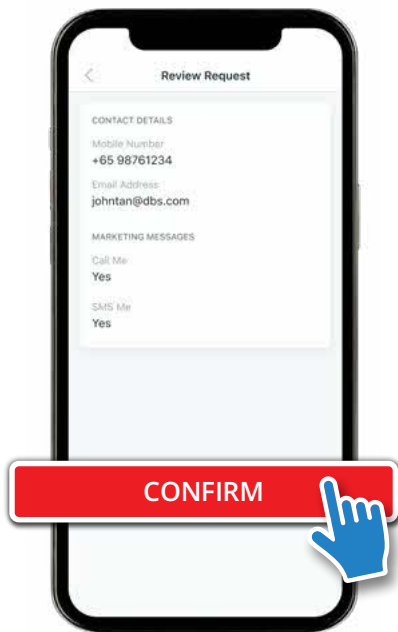 Review Request
CONTACT DETAILS
Mobile Number
+65 98761234
Email Address
johntan@dbs.com
MARKETING MESSAGES
Call Me
Yes
SMS Me
Yes
CONFIRM